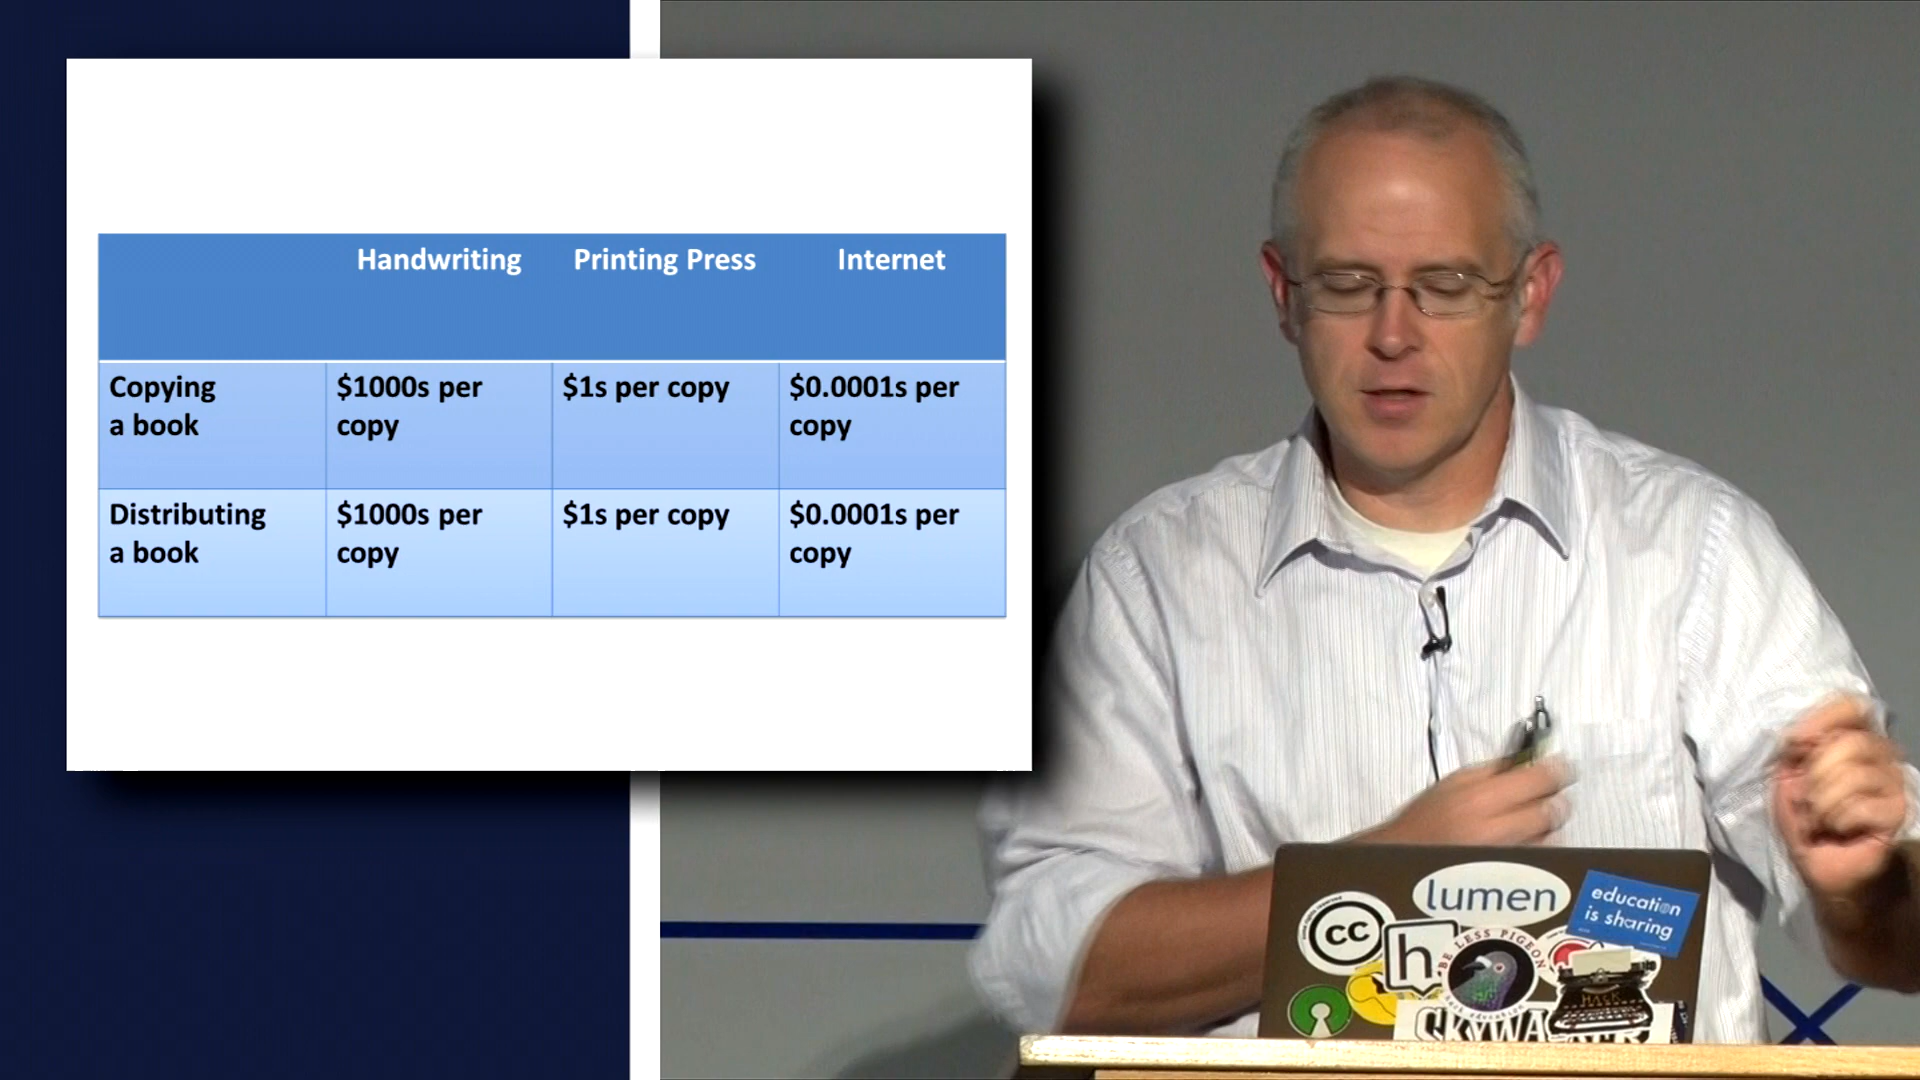 Handwriting Printing Press Internet
Copying a book $1000s per copy $1s per copy $0.0001s per copy
Distributing a book $1000s per copy $1s per copy $0.0001s per copy
lumen
education
is sharing
cc
h
BE LESS PIGEON
HACK